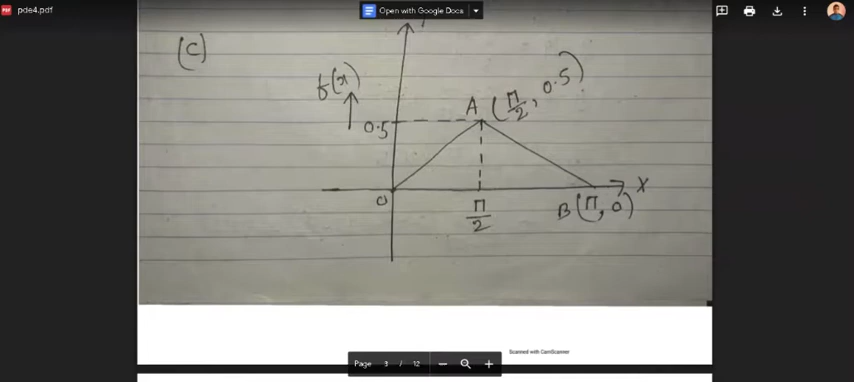 pde4.pdf
Open with Google Docs
(C)
f(x)
A (π/2, 0.5)
0.5
O
π/2
B(π, 0)
X
Scanned with CamScanner
Page 3 / 12